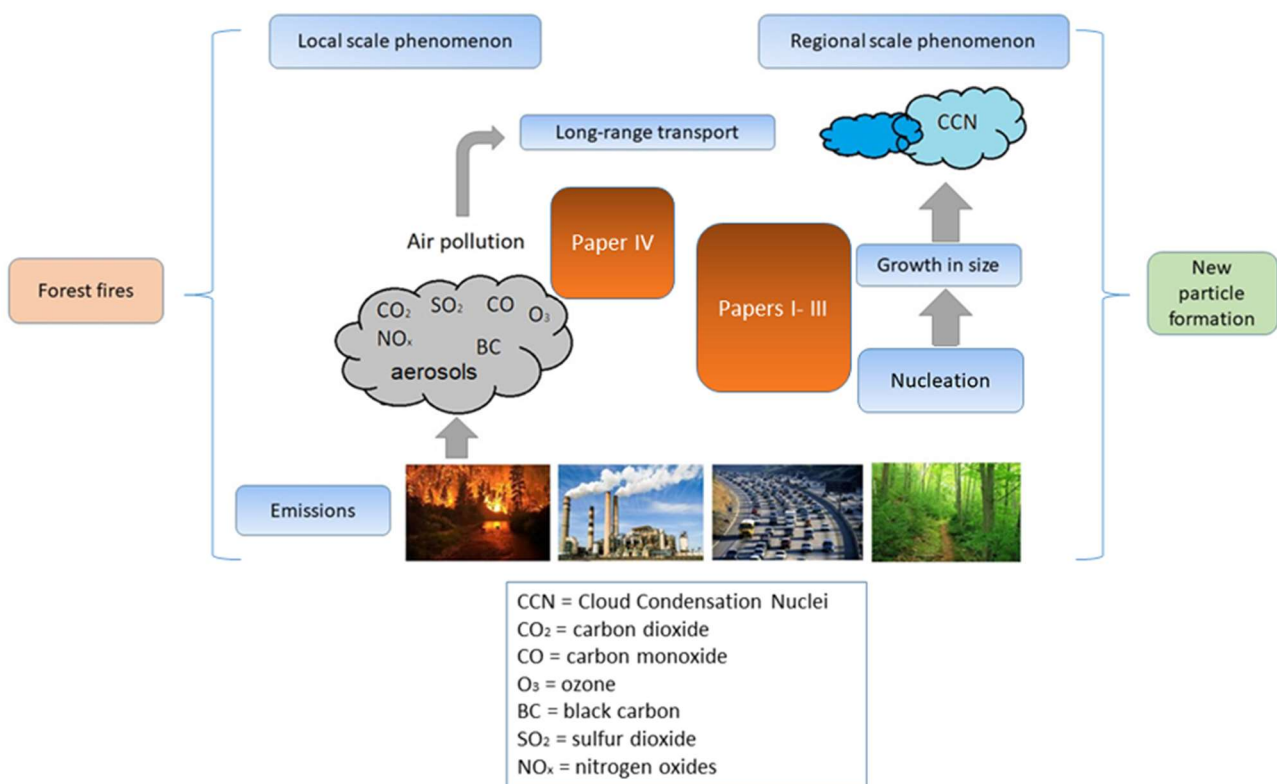 Local scale phenomenon
Regional scale phenomenon
Long-range transport
CCN
Air pollution
Paper IV
Papers I- III
Growth in size
Forest fires
New
particle
formation
CO₂ SO₂ CO O₃
NOₓ BC
aerosols
Nucleation
Emissions
CCN = Cloud Condensation Nuclei
CO₂ = carbon dioxide
CO = carbon monoxide
O₃ = ozone
BC = black carbon
SO₂ = sulfur dioxide
NOₓ = nitrogen oxides